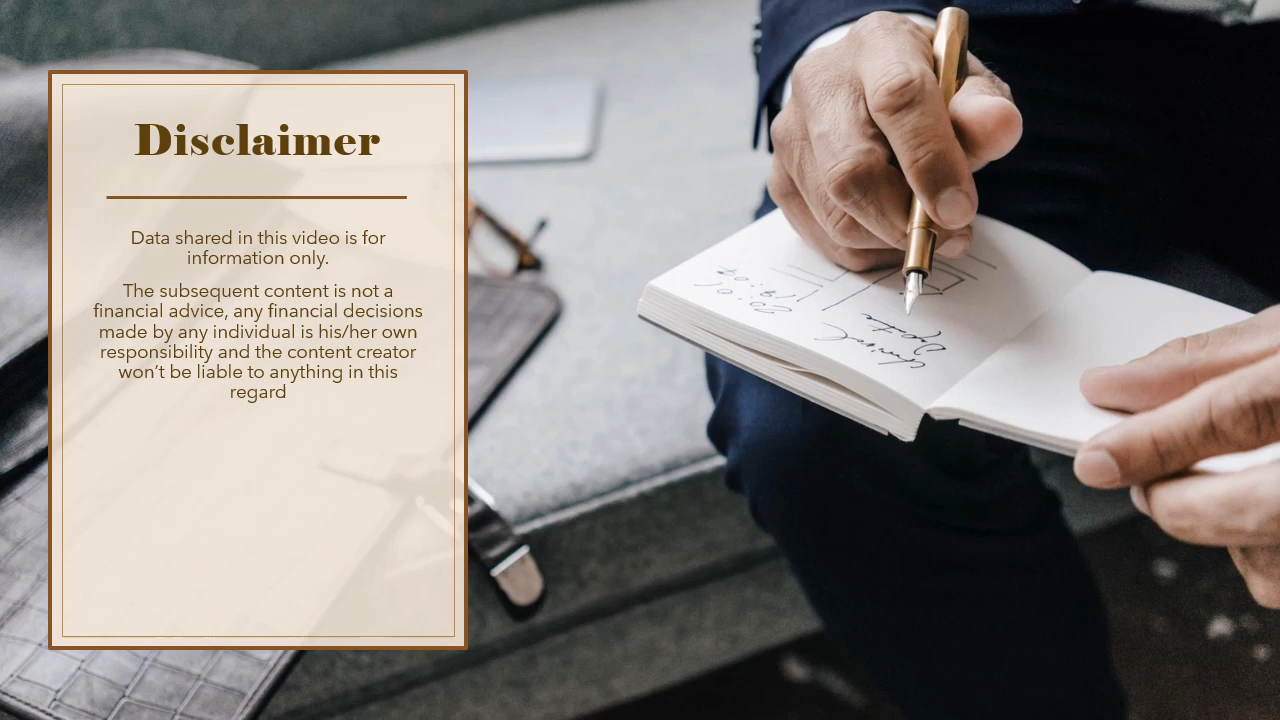 Disclaimer
Data shared in this video is for
information only.
The subsequent content is not a
financial advice, any financial decisions
made by any individual is his/her own
responsibility and the content creator
won’t be liable to anything in this
regard